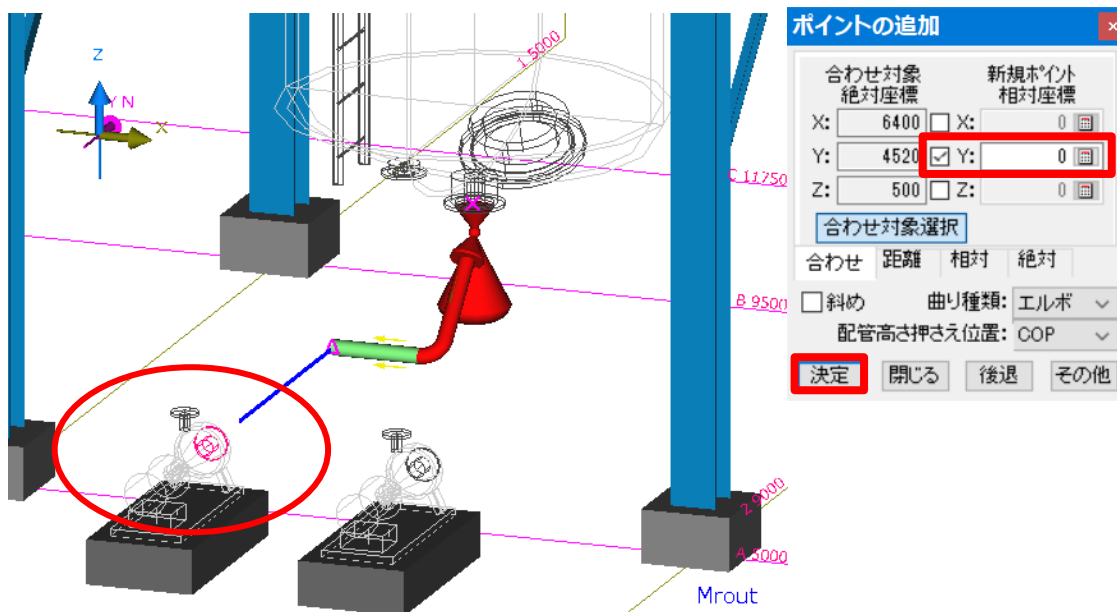 Z
Y N
X
1.5000
C 11750
B 9500
2.9000
A 5000
Mrout
ポイントの追加
×
合わせ対象
絶対座標
新規ポイント
相対座標
X: 6400 X: 0
Y: 4520 Y: 0
Z: 500 Z: 0
合わせ対象選択
合わせ 距離 相対 絶対
斜め 曲り種類: エルボ
配管高さ押さえ位置: COP
決定 閉じる 後退 その他